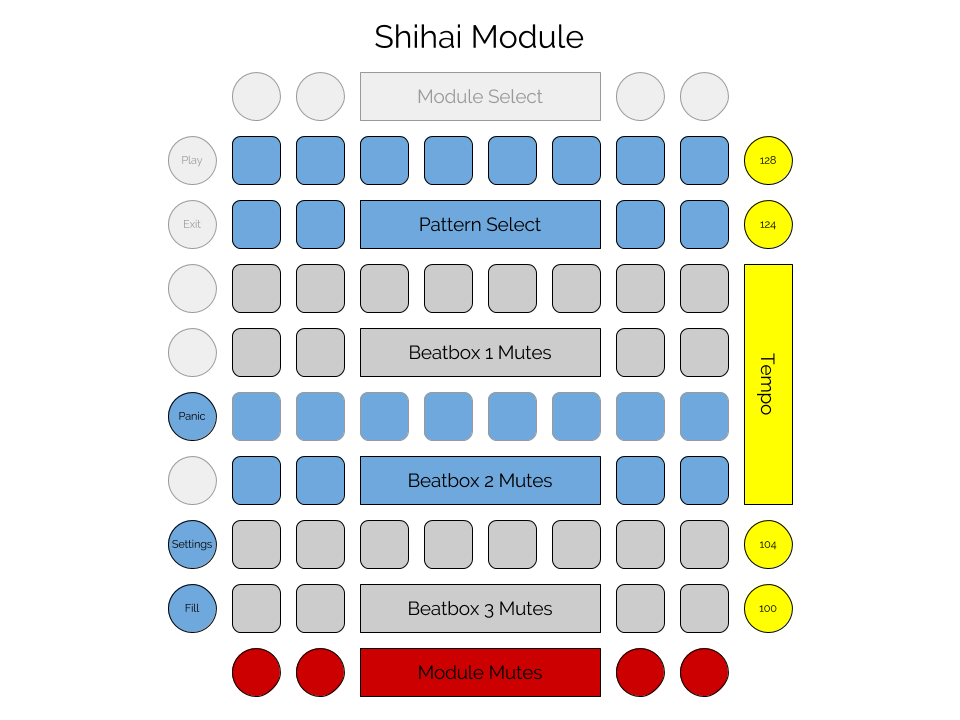 Shihai Module
Module Select
Play
128
Exit
Pattern Select
124
Beatbox 1 Mutes
Tempo
Panic
Beatbox 2 Mutes
Settings
104
Fill
Beatbox 3 Mutes
100
Module Mutes